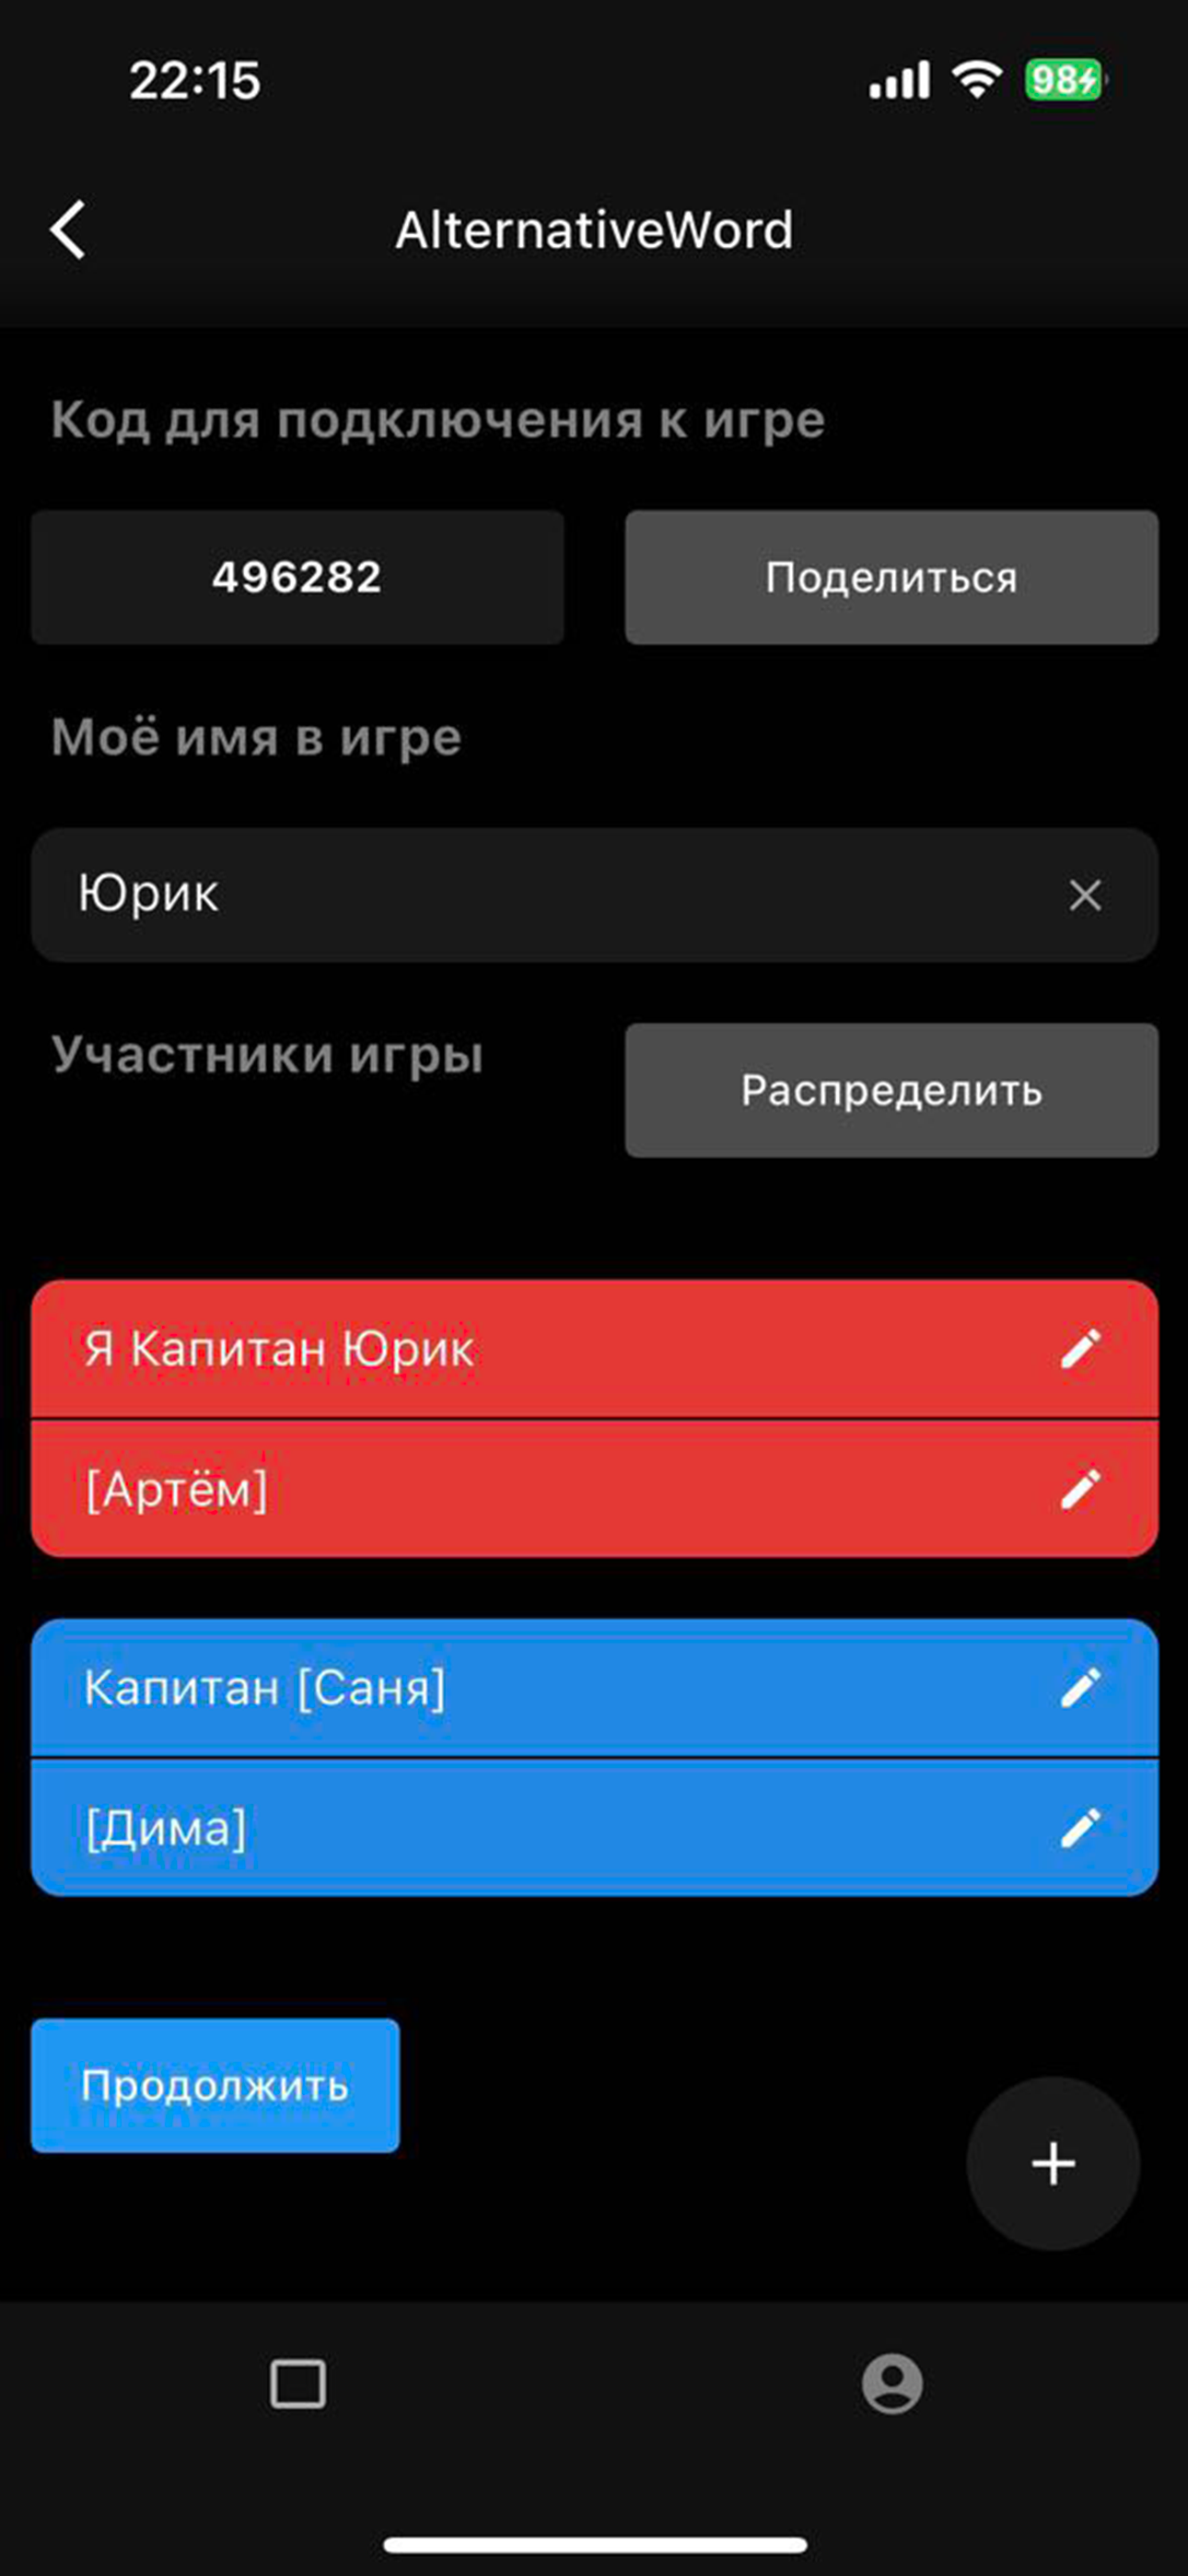 22:15
98
AlternativeWord
Код для подключения к игре
496282
Поделиться
Моё имя в игре
Юрик
Участники игры
Распределить
Я Капитан Юрик
[Артём]
Капитан [Саня]
[Дима]
Продолжить